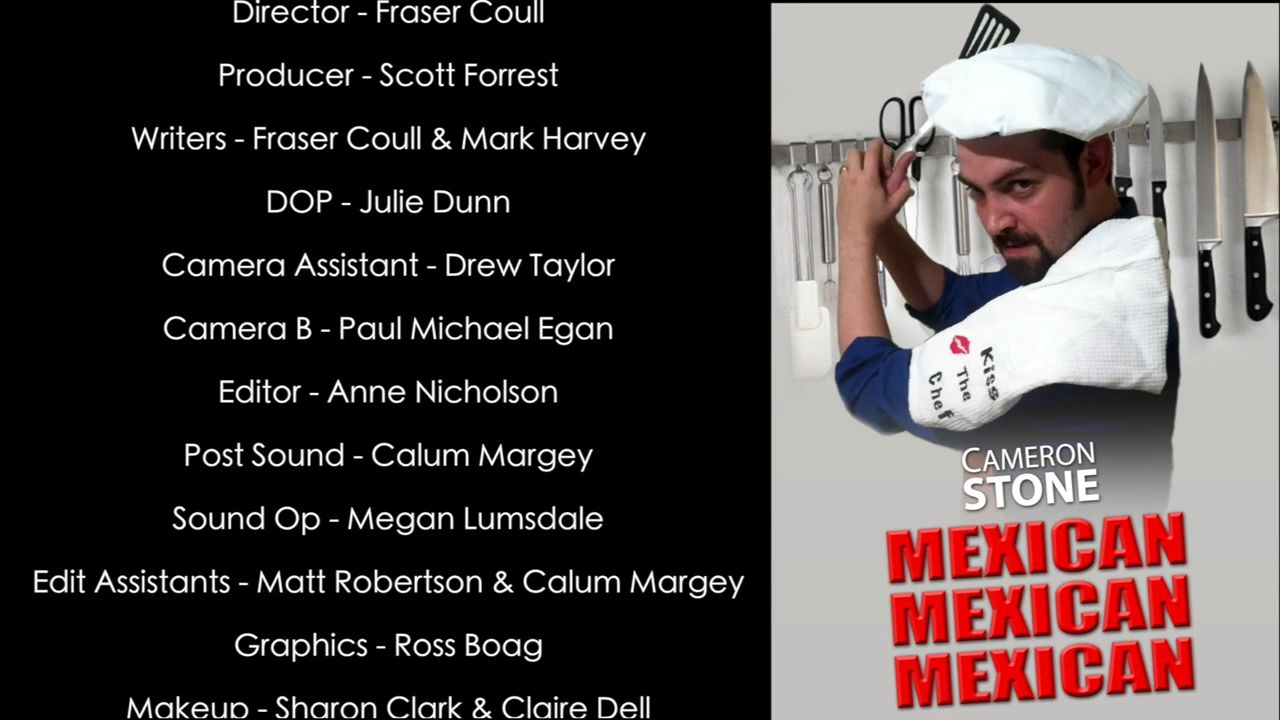 Director - Fraser Coull
Producer - Scott Forrest
Writers - Fraser Coull & Mark Harvey
DOP - Julie Dunn
Camera Assistant - Drew Taylor
Camera B - Paul Michael Egan
Editor - Anne Nicholson
Post Sound - Calum Margey
Sound Op - Megan Lumsdale
Edit Assistants - Matt Robertson & Calum Margey
Graphics - Ross Boag
Makeup - Sharon Clark & Claire Dell
Kiss
The
Chef
CAMERON
STONE
MEXICAN
MEXICAN
MEXICAN